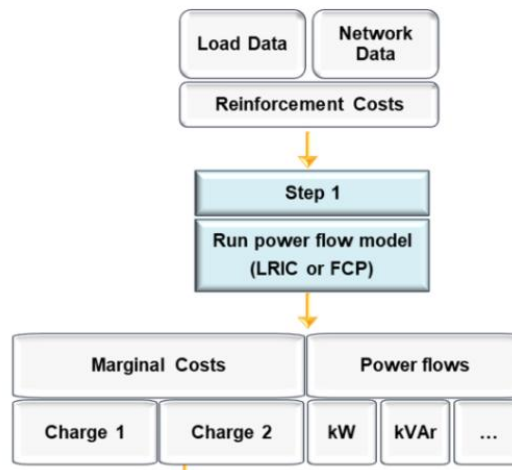 Load Data
Network
Data
Reinforcement Costs
Step 1
Run power flow model
(LRIC or FCP)
Marginal Costs
Power flows
Charge 1
Charge 2
kW
kVAr
...